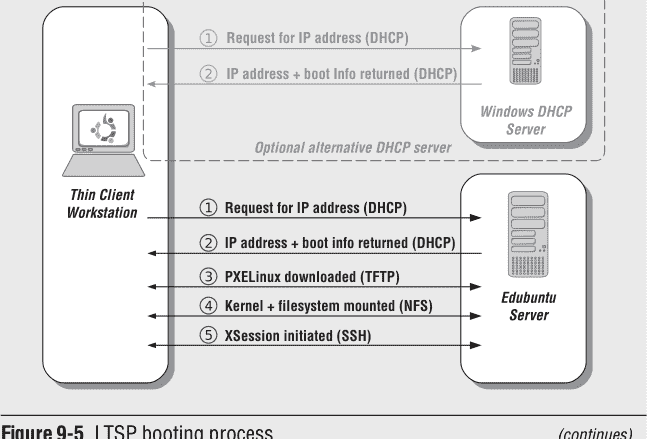 ① Request for IP address (DHCP)
② IP address + boot Info returned (DHCP)
Windows DHCP
Server
Optional alternative DHCP server
Thin Client
Workstation
① Request for IP address (DHCP)
② IP address + boot info returned (DHCP)
③ PXELinux downloaded (TFTP)
④ Kernel + filesystem mounted (NFS)
⑤ XSession initiated (SSH)
Edubuntu
Server
Figure 9-5 LTSP booting process
(continues)